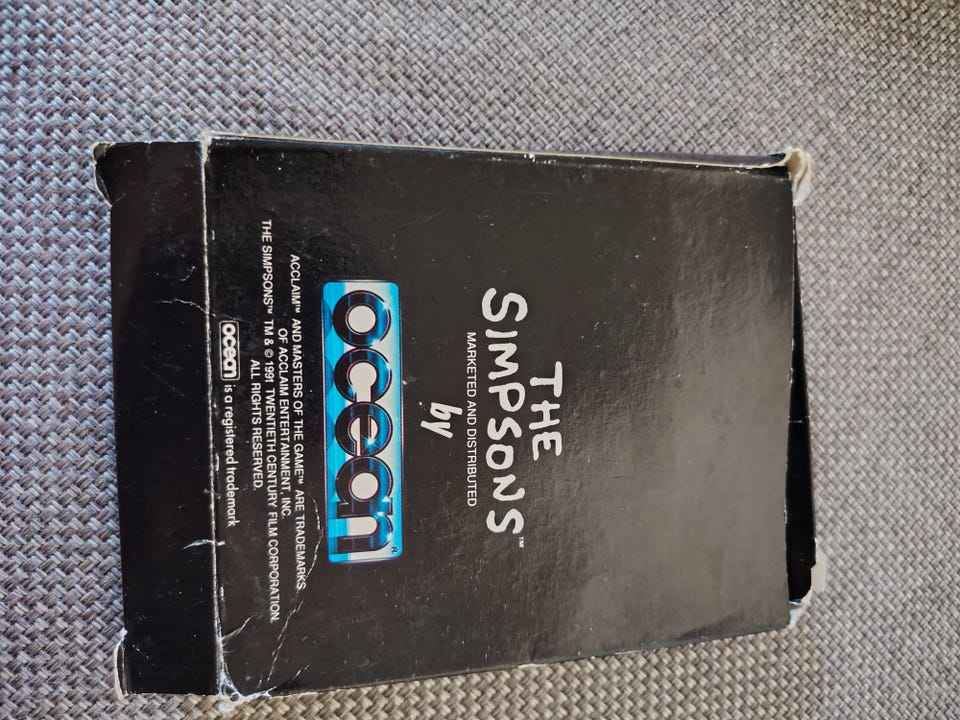 THE
SIMPSONS™
MARKETED AND DISTRIBUTED
by
ocean®
ACCLAIM™ AND MASTERS OF THE GAME™ ARE TRADEMARKS
OF ACCLAIM ENTERTAINMENT, INC.
THE SIMPSONS™ TM & © 1991 TWENTIETH CENTURY FILM CORPORATION.
ALL RIGHTS RESERVED.
ocean is a registered trademark